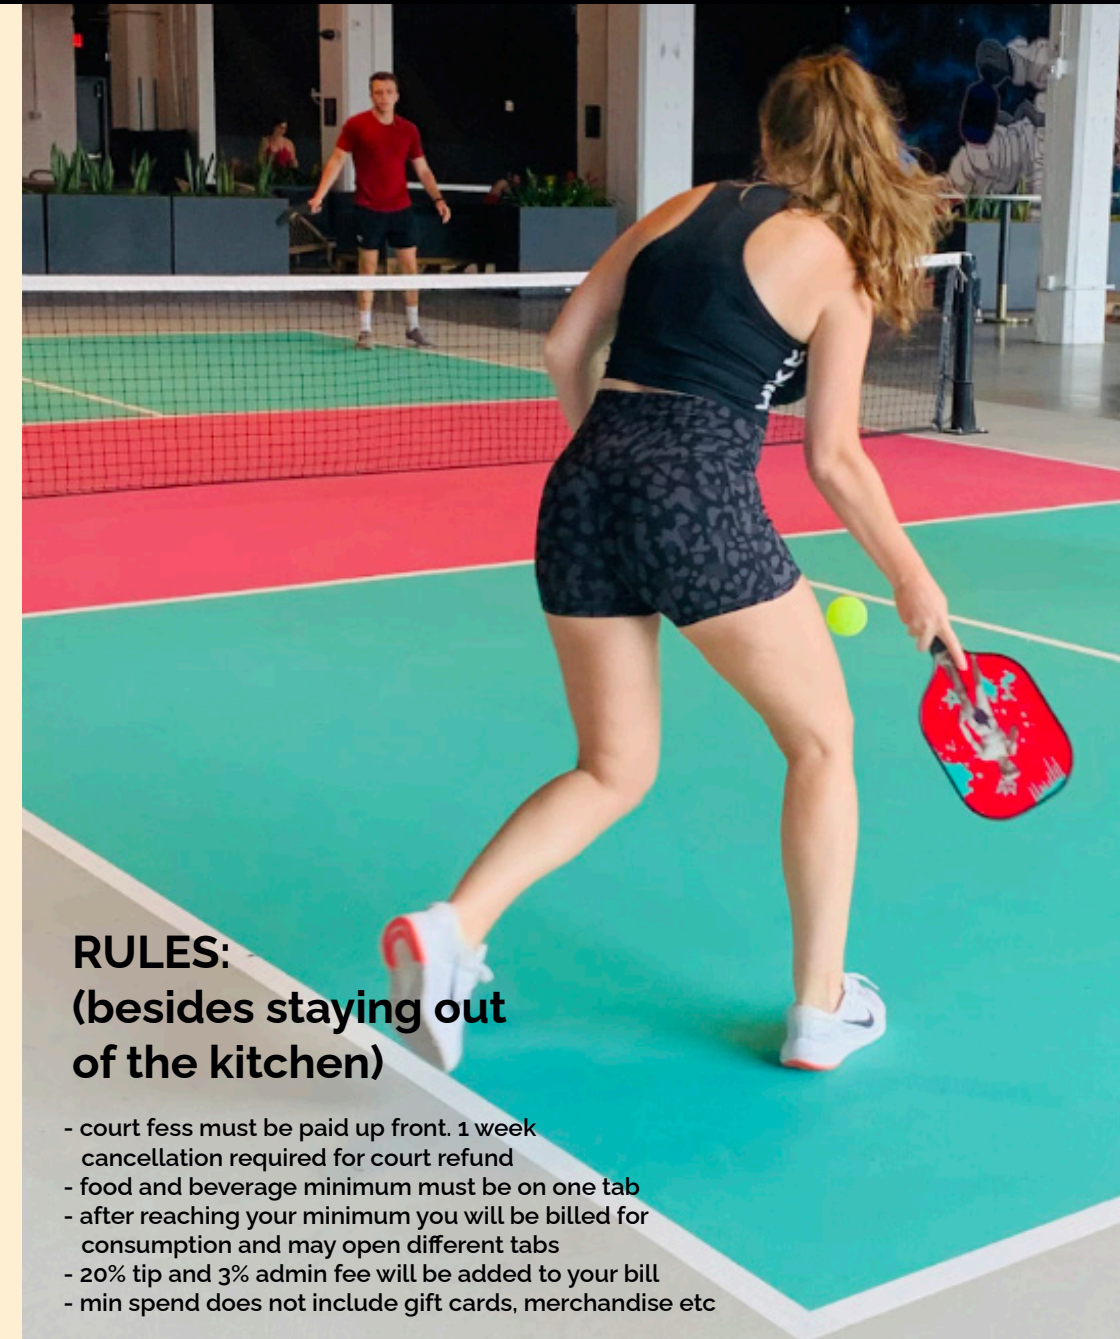 RULES:
(besides staying out
of the kitchen)
- court fess must be paid up front. 1 week
cancellation required for court refund
- food and beverage minimum must be on one tab
- after reaching your minimum you will be billed for
consumption and may open different tabs
- 20% tip and 3% admin fee will be added to your bill
- min spend does not include gift cards, merchandise etc